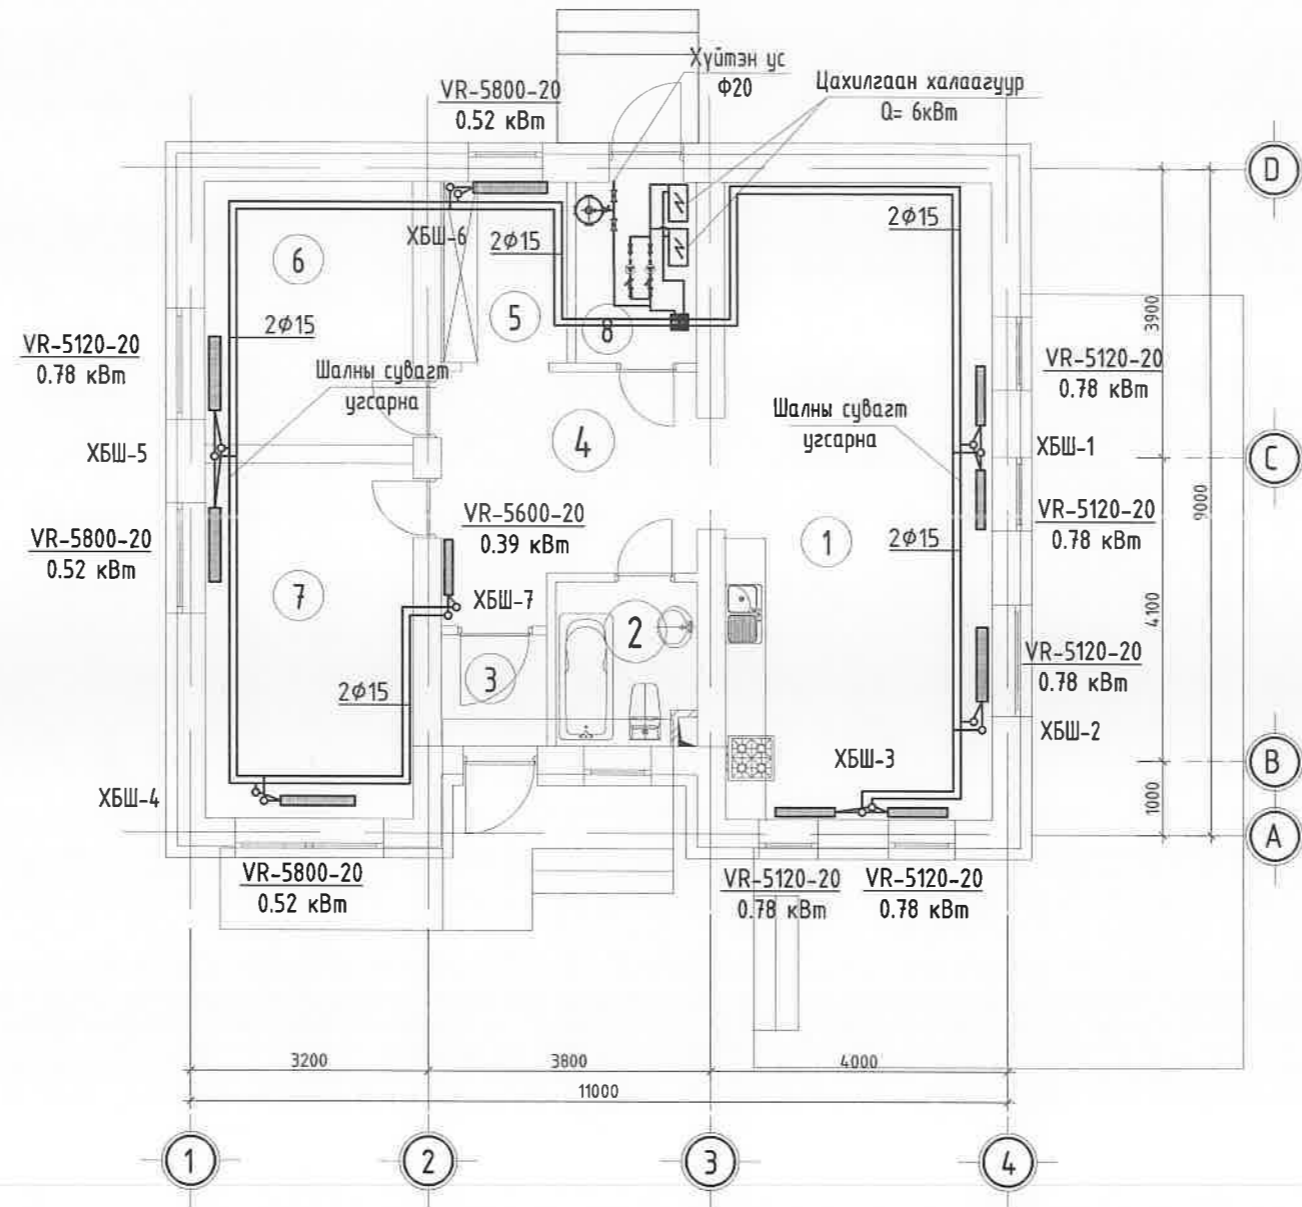 Хүйтэн ус
Ф20
Цахилгаан халаагуур
Q= 6кВт
VR-5800-20
0.52 кВт
D
2ф15
ХБШ-6
2ф15
6
5
8
3900
2ф15
VR-5120-20
0.78 кВт
VR-5120-20
0.78 кВт
Шалны сувагт
угсарна
Шалны сувагт
угсарна
4
ХБШ-5
ХБШ-1
C
9000
VR-5600-20
0.39 кВт
VR-5120-20
0.78 кВт
VR-5800-20
0.52 кВт
1
2ф15
7
ХБШ-7
2
4100
VR-5120-20
0.78 кВт
3
2ф15
ХБШ-2
ХБШ-3
B
ХБШ-4
1000
A
VR-5800-20
0.52 кВт
VR-5120-20
0.78 кВт
VR-5120-20
0.78 кВт
3200
3800
4000
11000
1
2
3
4